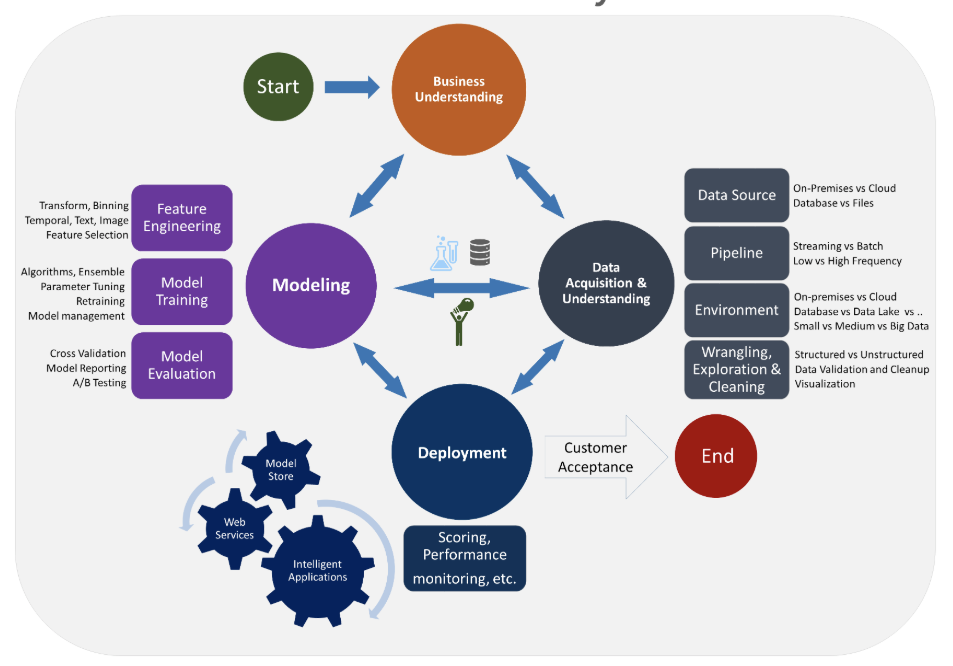 Start
Business
Understanding
Feature
Engineering
Transform, Binning
Temporal, Text, Image
Feature Selection
Model
Training
Algorithms, Ensemble
Parameter Tuning
Retraining
Model management
Model
Evaluation
Cross Validation
Model Reporting
A/B Testing
Modeling
Data
Acquisition &
Understanding
Data Source
On-Premises vs Cloud
Database vs Files
Pipeline
Streaming vs Batch
Low vs High Frequency
Environment
On-premises vs Cloud
Database vs Data Lake vs ..
Small vs Medium vs Big Data
Wrangling,
Exploration &
Cleaning
Structured vs Unstructured
Data Validation and Cleanup
Visualization
Deployment
Customer
Acceptance
End
Scoring,
Performance
monitoring, etc.
Model
Store
Web
Services
Intelligent
Applications